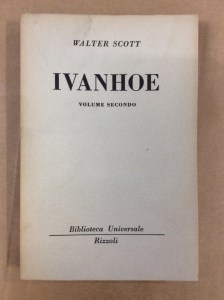 WALTER SCOTT
IVANHOE
VOLUME SECONDO
Biblioteca Universale
Rizzoli